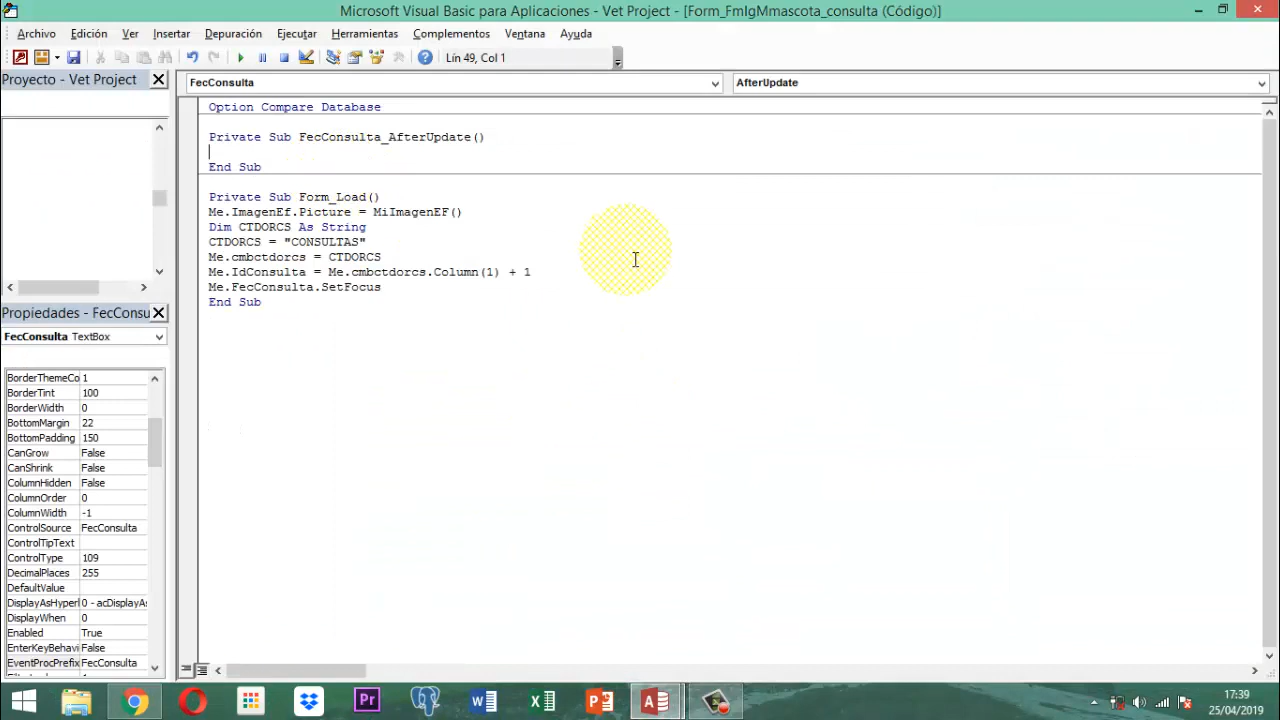 Microsoft Visual Basic para Aplicaciones - Vet Project - [Form_FmIgMmascota_consulta (Código)]
Archivo Edición Ver Insertar Depuración Ejecutar Herramientas Complementos Ventana Ayuda
Lín 49, Col 1
Proyecto - Vet Project
FecConsulta
AfterUpdate
Option Compare Database
Private Sub FecConsulta_AfterUpdate()
End Sub
Private Sub Form_Load()
Me.ImagenEf.Picture = MiImagenEF()
Dim CTDORCS As String
CTDORCS = "CONSULTAS"
Me.cmbctdorcs = CTDORCS
Me.IdConsulta = Me.cmbctdorcs.Column(1) + 1
Me.FecConsulta.SetFocus
End Sub
Propiedades - FecConsu
FecConsulta TextBox
BorderThemeCo 1
BorderTint 100
BorderWidth 0
BottomMargin 22
BottomPadding 150
CanGrow False
CanShrink False
ColumnHidden False
ColumnOrder 0
ColumnWidth -1
ControlSource FecConsulta
ControlTipText
ControlType 109
DecimalPlaces 255
DefaultValue
DisplayAsHyperl 0 - acDisplayAs
DisplayWhen 0
Enabled True
EnterKeyBehavi False
EventProcPrefix FecConsulta
Pr
17:39
25/04/2019